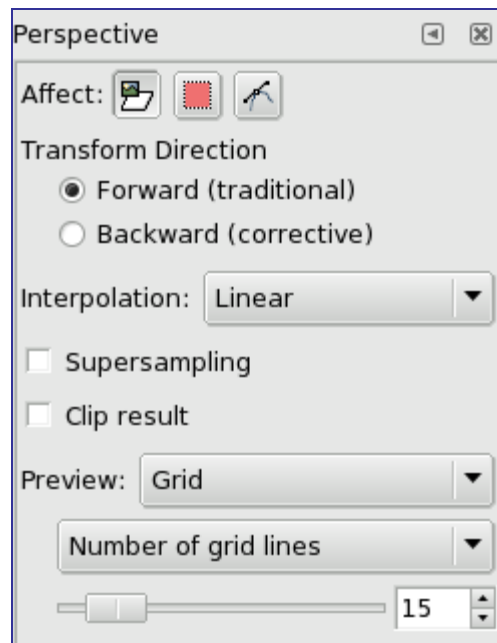 Perspective
Affect:
Transform Direction
Forward (traditional)
Backward (corrective)
Interpolation: Linear
Supersampling
Clip result
Preview: Grid
Number of grid lines
15